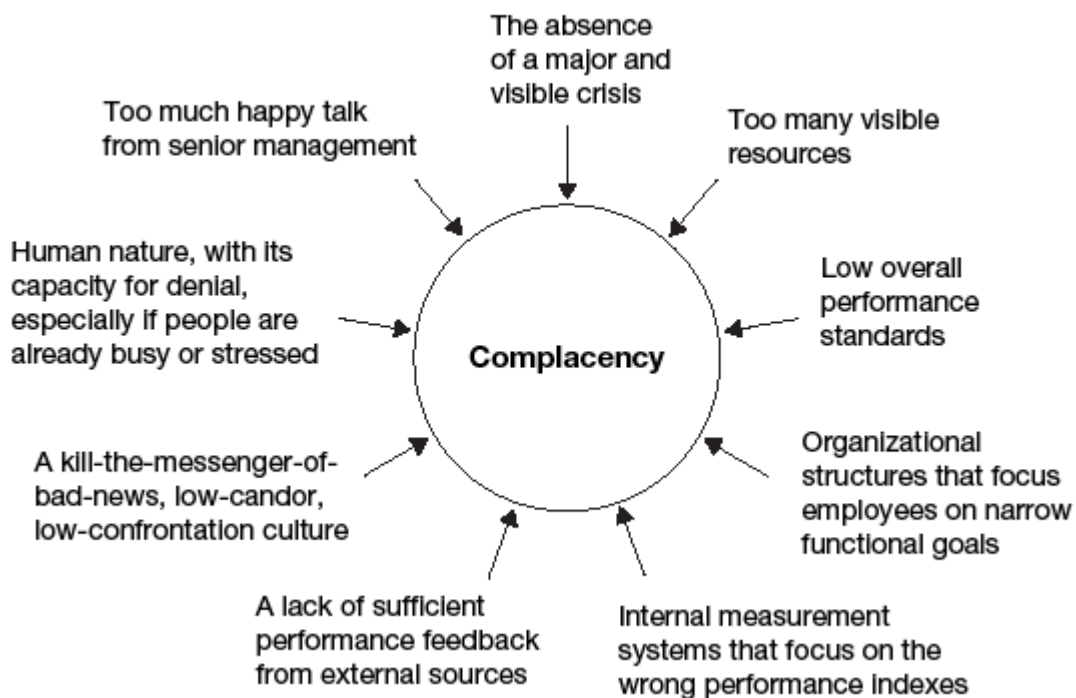 The absence
of a major and
visible crisis
Too many visible
resources
Low overall
performance
standards
Organizational
structures that focus
employees on narrow
functional goals
Internal measurement
systems that focus on the
wrong performance indexes
A lack of sufficient
performance feedback
from external sources
A kill-the-messenger-of-
bad-news, low-candor,
low-confrontation culture
Human nature, with its
capacity for denial,
especially if people are
already busy or stressed
Too much happy talk
from senior management
Complacency